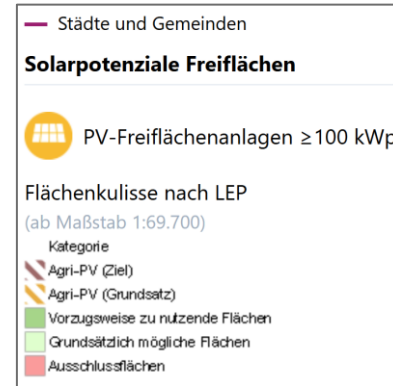 Städte und Gemeinden
Solarpotenziale Freiflächen
PV-Freiflächenanlagen ≥100 kWp
Flächenkulisse nach LEP
(ab Maßstab 1:69.700)
Kategorie
Agri-PV (Ziel)
Agri-PV (Grundsatz)
Vorzugsweise zu nutzende Flächen
Grundsätzlich mögliche Flächen
Ausschlussflächen